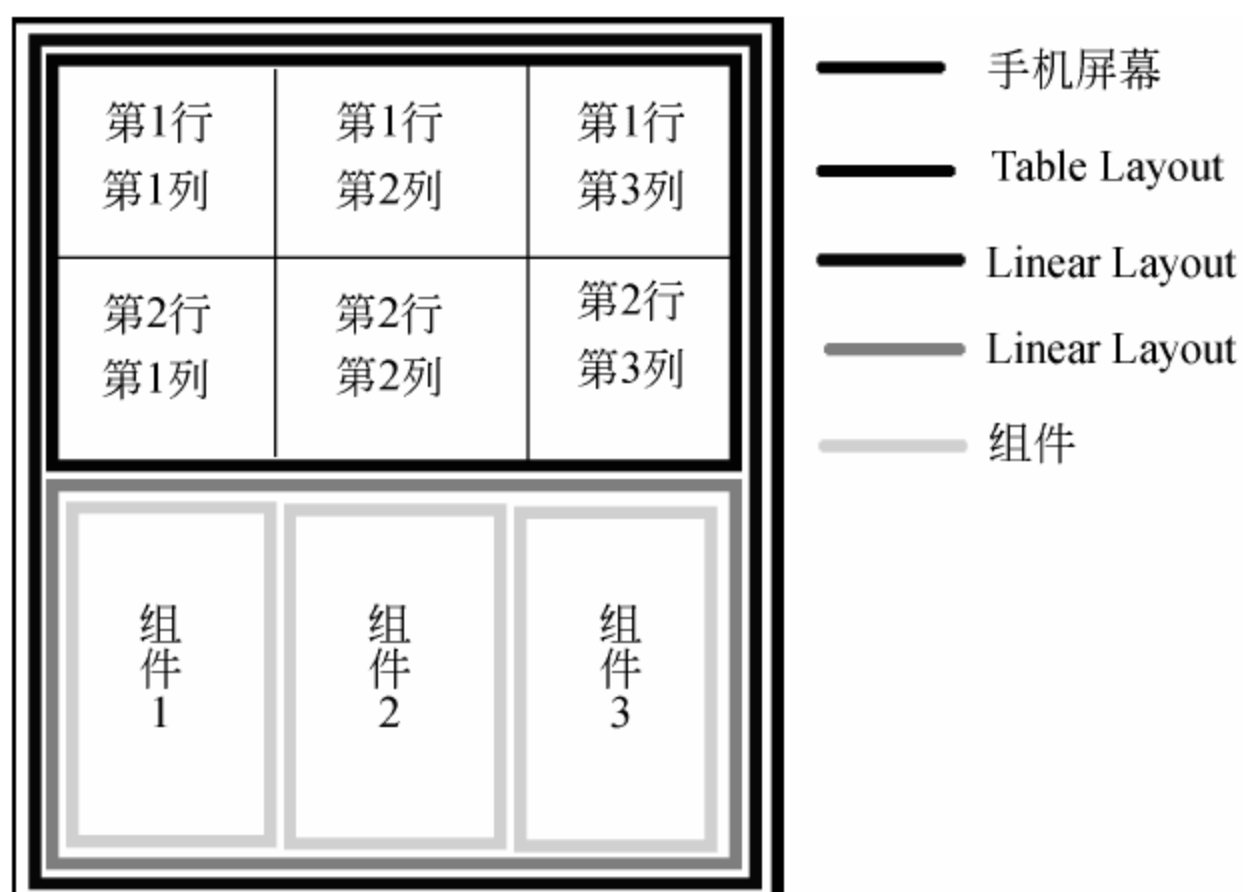 第1行
第1列
第1行
第2列
第1行
第3列
第2行
第1列
第2行
第2列
第2行
第3列
组
件
1
组
件
2
组
件
3
手机屏幕
Table Layout
Linear Layout
Linear Layout
组件